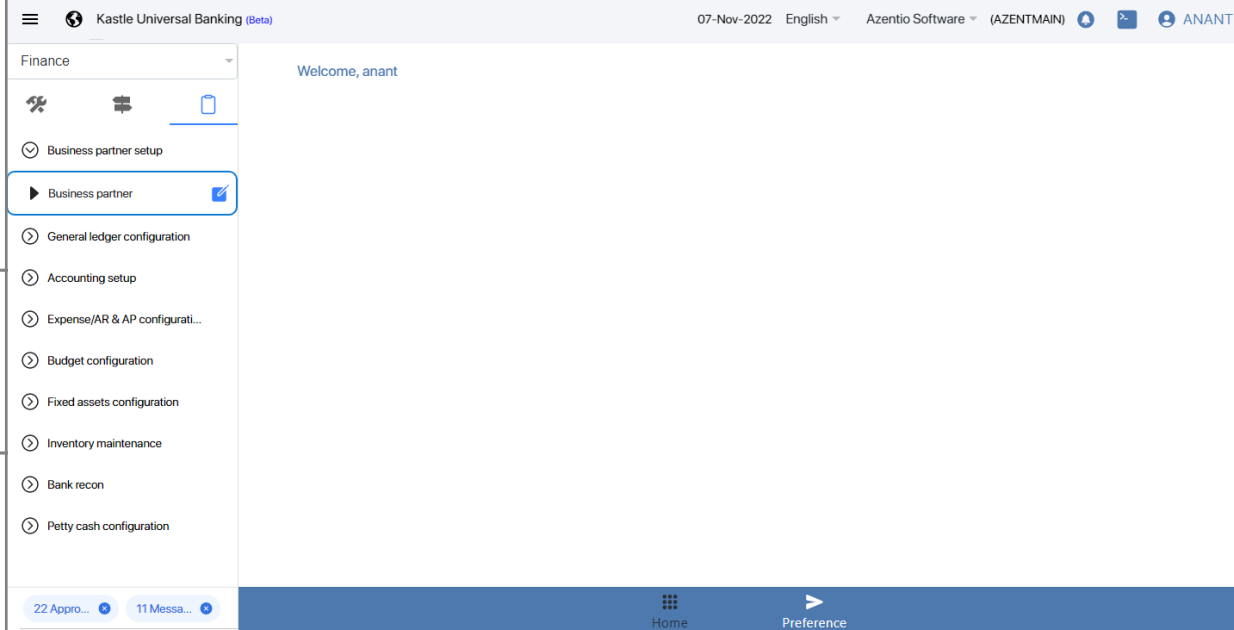 Kastle Universal Banking (Beta) 07-Nov-2022 English Azentio Software (AZENTMAIN) ANANT
Finance
Welcome, anant
Business partner setup
Business partner
General ledger configuration
Accounting setup
Expense/AR & AP configurati...
Budget configuration
Fixed assets configuration
Inventory maintenance
Bank recon
Petty cash configuration
22 Appro... 11 Messa...
Home Preference